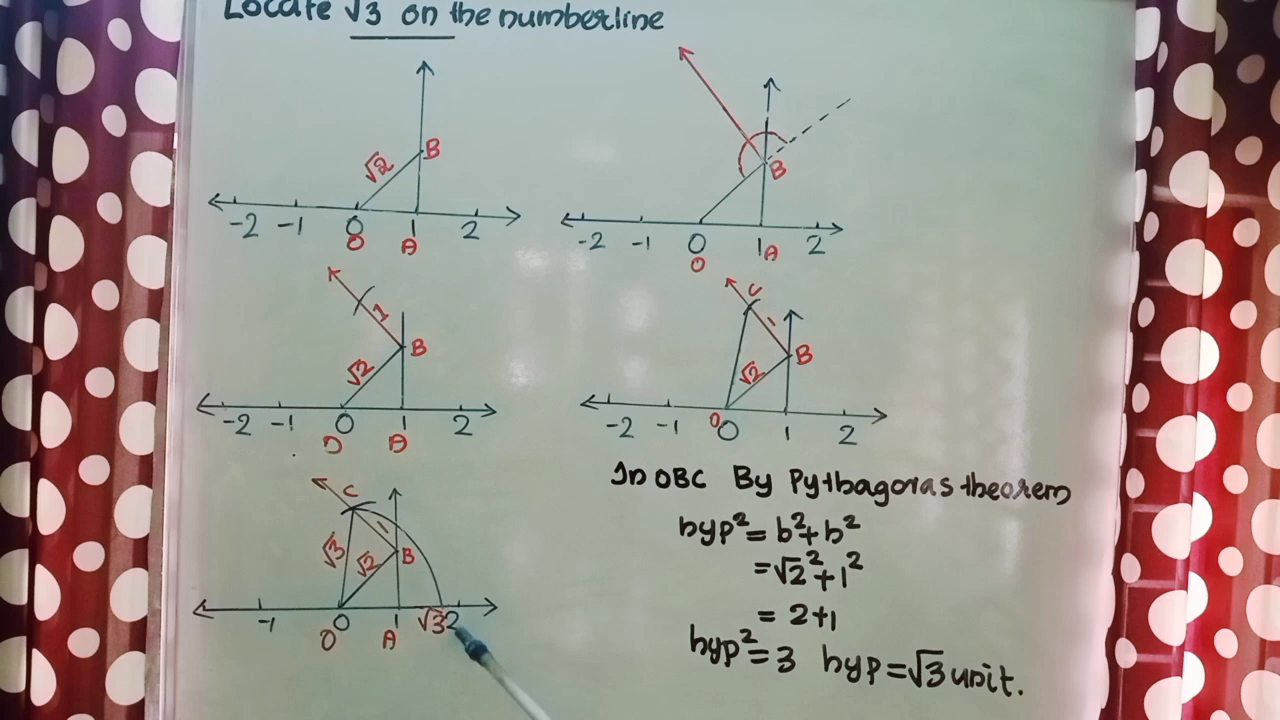 Locate √3 on the numberline
√2 B
-2 -1 0 1 2
O A
B
-2 -1 0 1 A 2
O
1
√2 B
-2 -1 0 1 2
O A
C
1
√2 B
-2 -1 O 0 1 2
C
1
√3 √2 B
-1 0 1 √3 2
O A
In OBC By Pythagoras theorem
hyp² = b²+h²
= √2²+1²
= 2+1
hyp² = 3 hyp = √3 unit.